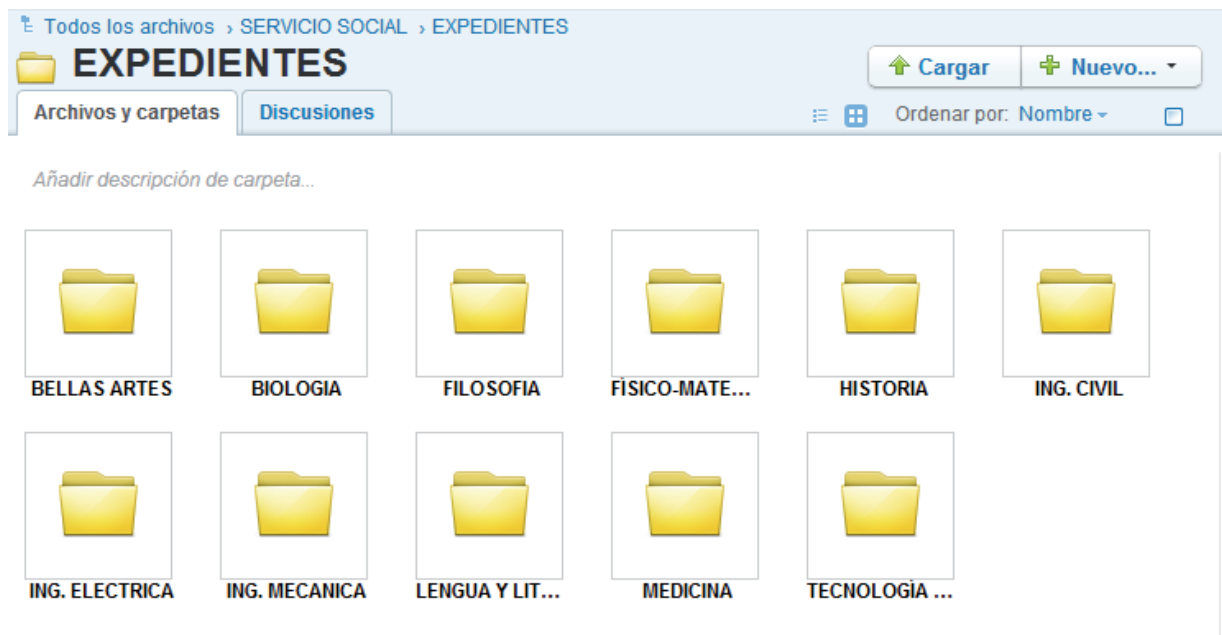 Todos los archivos › SERVICIO SOCIAL › EXPEDIENTES
EXPEDIENTES
Cargar
Nuevo...
Archivos y carpetas
Discusiones
Ordenar por: Nombre
Añadir descripción de carpeta...
BELLAS ARTES
BIOLOGIA
FILOSOFIA
FÍSICO-MATE...
HISTORIA
ING. CIVIL
ING. ELECTRICA
ING. MECANICA
LENGUA Y LIT...
MEDICINA
TECNOLOGÍA ...